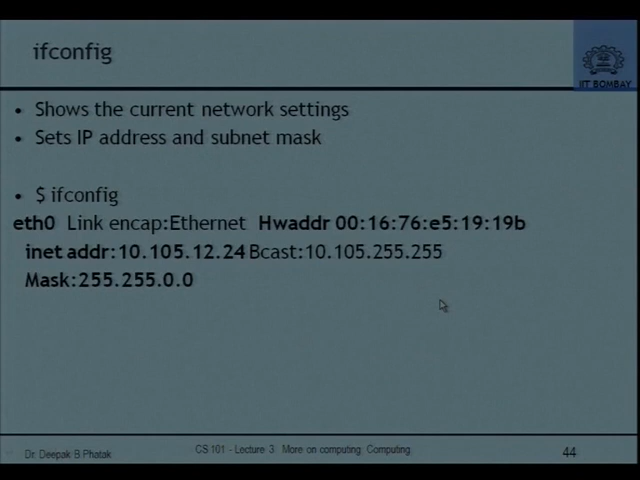 ifconfig
IIT BOMBAY
• Shows the current network settings
• Sets IP address and subnet mask
• $ ifconfig
eth0 Link encap:Ethernet Hwaddr 00:16:76:e5:19:19b
inet addr:10.105.12.24 Bcast:10.105.255.255
Mask:255.255.0.0
Dr. Deepak B Phatak
CS 101 - Lecture 3: More on computing: Computing
44